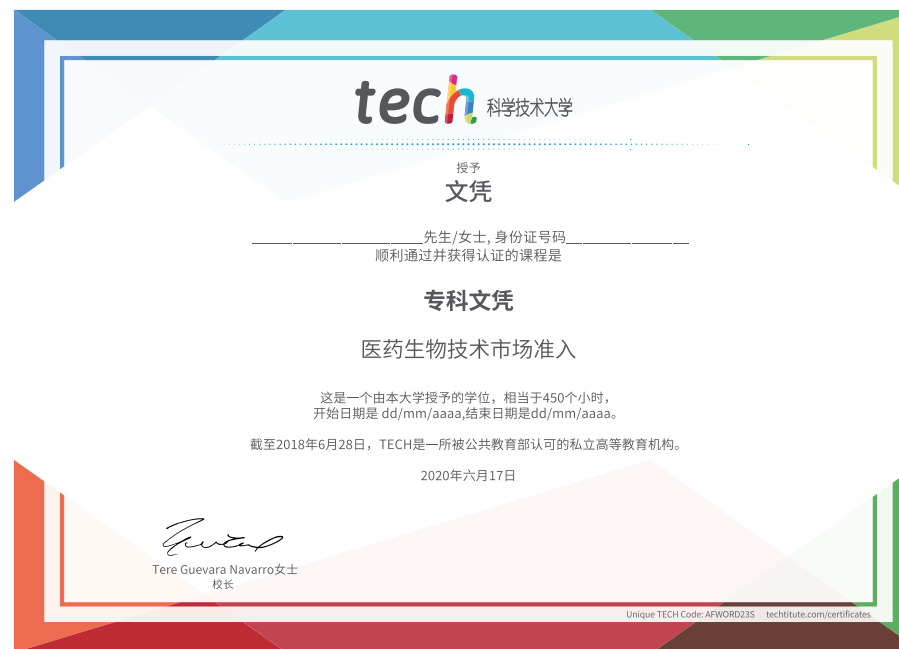 tech 科学技术大学
授予
文凭
______________________先生/女士, 身份证号码________________
顺利通过并获得认证的课程是
专科文凭
医药生物技术市场准入
这是一个由本大学授予的学位，相当于450个小时，
开始日期是 dd/mm/aaaa,结束日期是dd/mm/aaaa。
截至2018年6月28日，TECH是一所被公共教育部认可的私立高等教育机构。
2020年六月17日
Tere Guevara Navarro女士
校长
Unique TECH Code: AFWORD23S techtitute.com/certificates